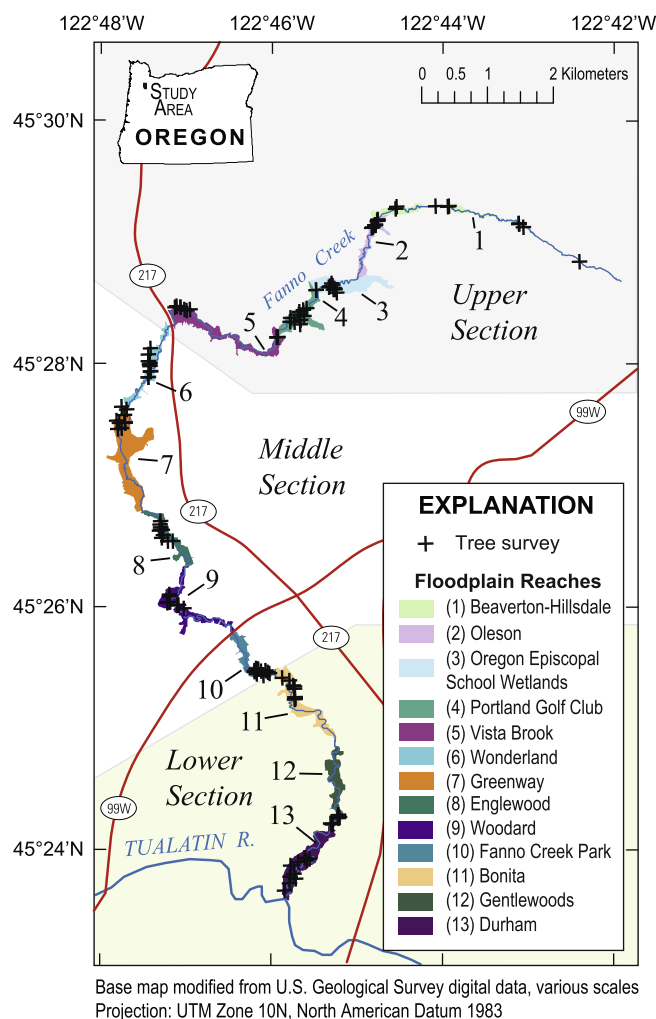 122°48'W 122°46'W 122°44'W 122°42'W
0 0.5 1 2 Kilometers
STUDY
AREA
OREGON
45°30'N
1
2
Fanno Creek
217
3
4
Upper
Section
5
45°28'N
6
99W
Middle
Section
7
217
EXPLANATION
Tree survey
8
Floodplain Reaches
9
45°26'N
(1) Beaverton-Hillsdale
(2) Oleson
217
(3) Oregon Episcopal
School Wetlands
10
(4) Portland Golf Club
11
(5) Vista Brook
(6) Wonderland
Lower
Section
12
(7) Greenway
(8) Englewood
99W
13
(9) Woodard
TUALATIN R.
45°24'N
(10) Fanno Creek Park
(11) Bonita
(12) Gentlewoods
(13) Durham
Base map modified from U.S. Geological Survey digital data, various scales
Projection: UTM Zone 10N, North American Datum 1983